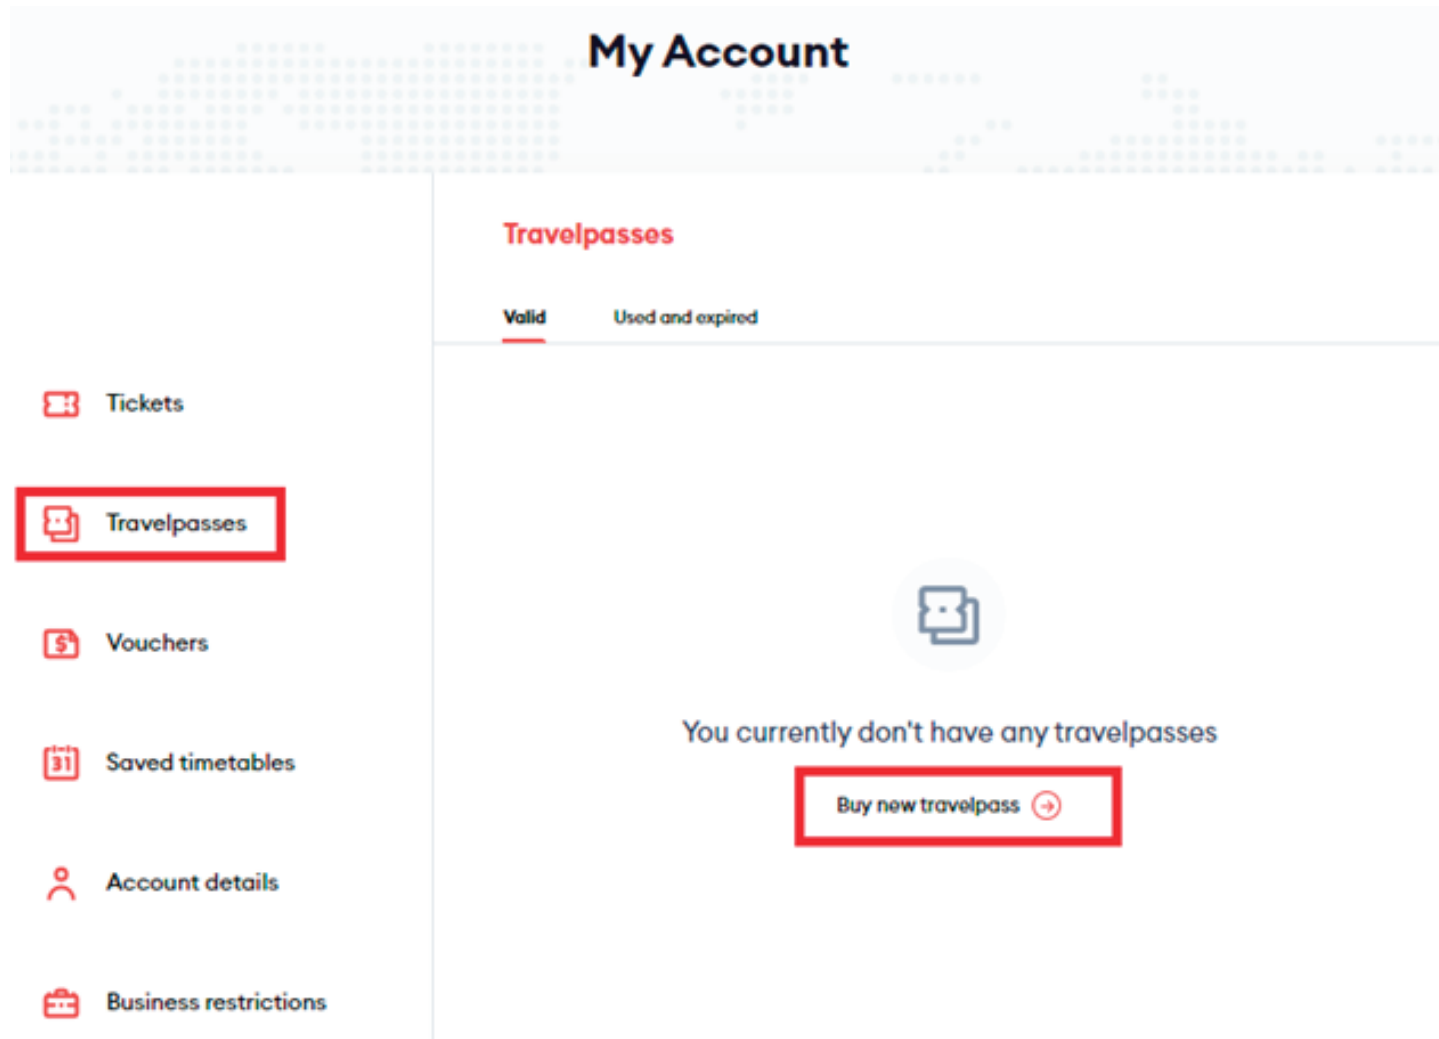 My Account
Travelpasses
Valid
Used and expired
Tickets
Travelpasses
$
Vouchers
31
Saved timetables
Account details
Business restrictions
You currently don't have any travelpasses
Buy new travelpass